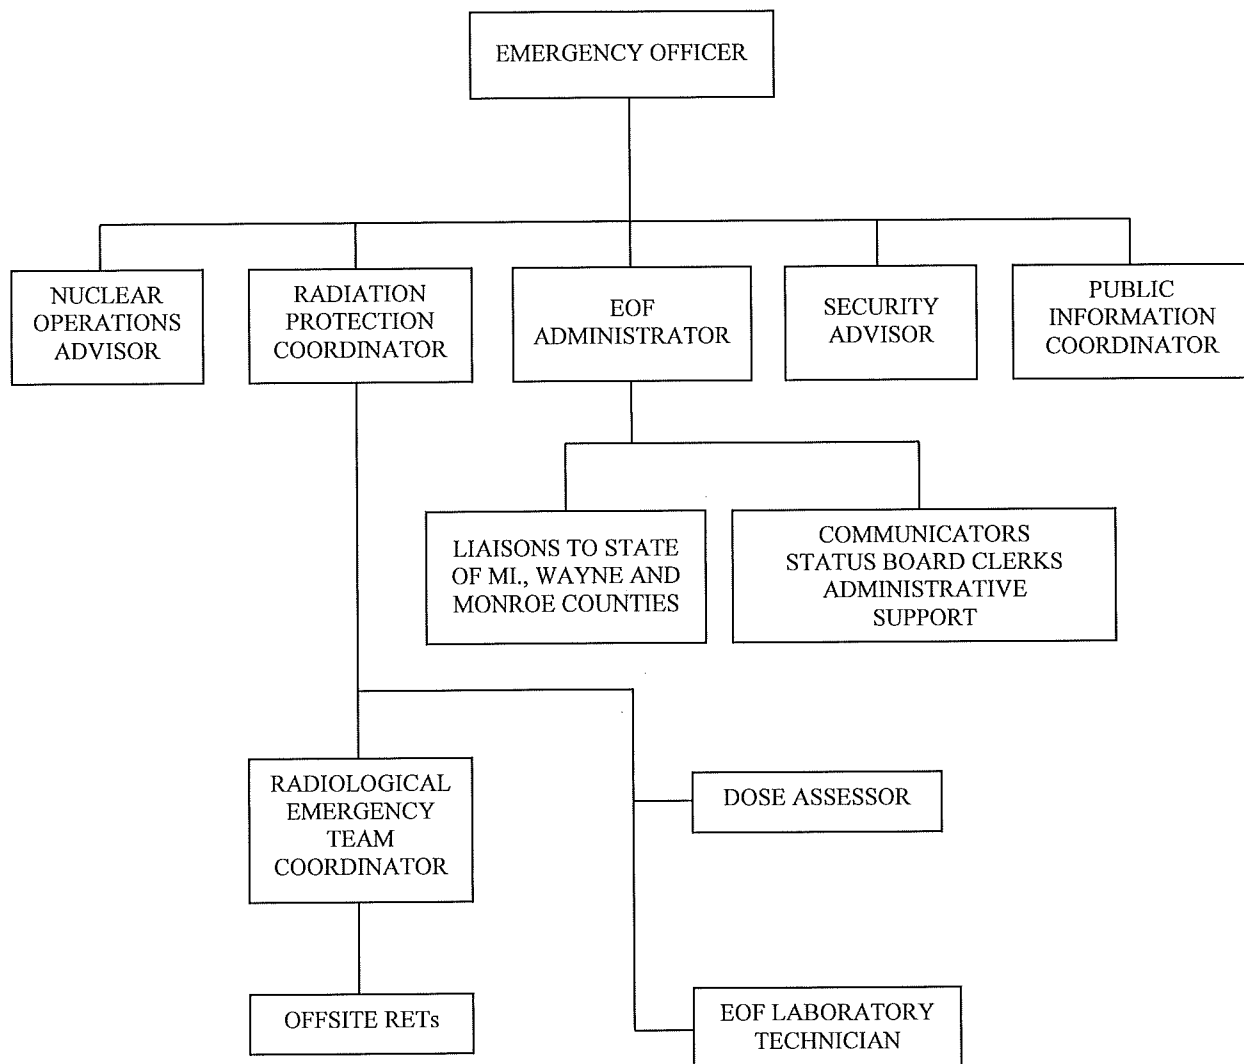 EMERGENCY OFFICER
NUCLEAR
OPERATIONS
ADVISOR
RADIATION
PROTECTION
COORDINATOR
EOF
ADMINISTRATOR
SECURITY
ADVISOR
PUBLIC
INFORMATION
COORDINATOR
LIAISONS TO STATE
OF MI., WAYNE AND
MONROE COUNTIES
COMMUNICATORS
STATUS BOARD CLERKS
ADMINISTRATIVE
SUPPORT
RADIOLOGICAL
EMERGENCY
TEAM
COORDINATOR
DOSE ASSESSOR
OFFSITE RETs
EOF LABORATORY
TECHNICIAN